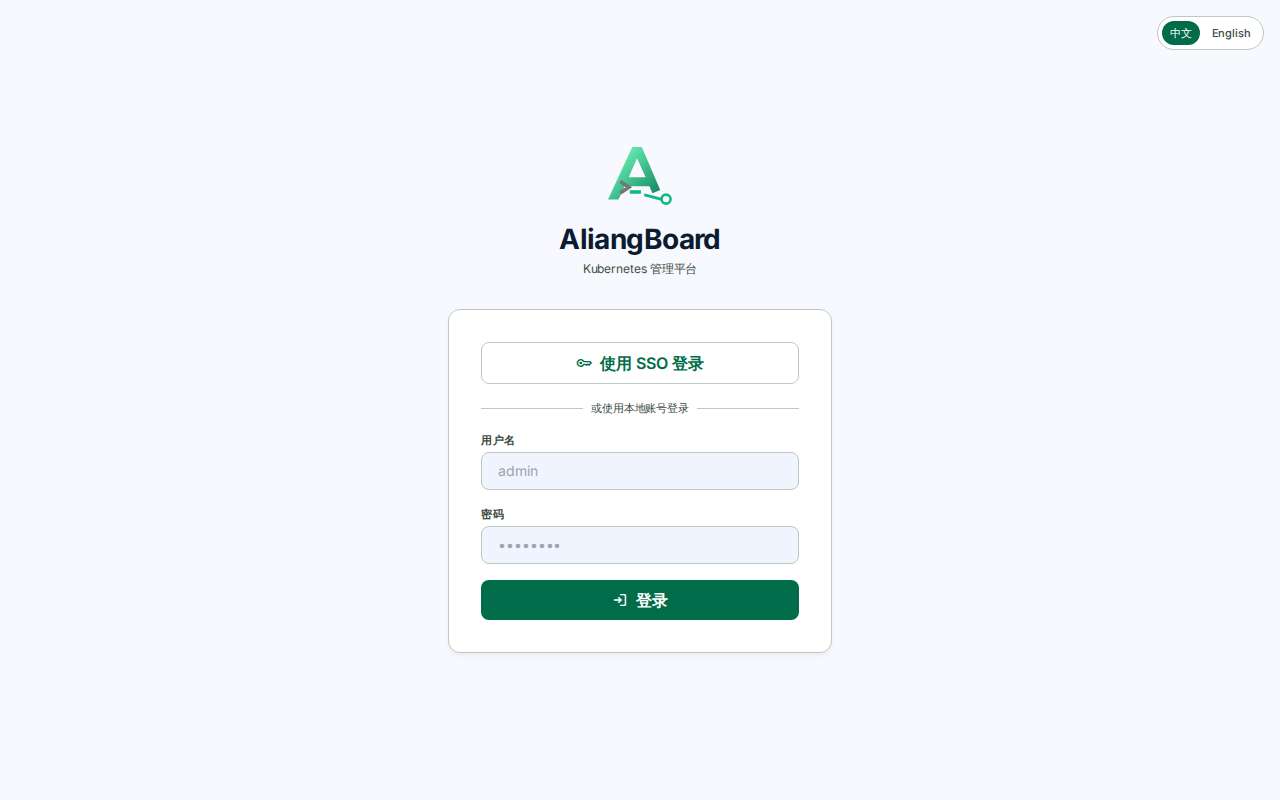 中文 English
AliangBoard
Kubernetes 管理平台
使用 SSO 登录
或使用本地账号登录
用户名
admin
密码
••••••••
登录